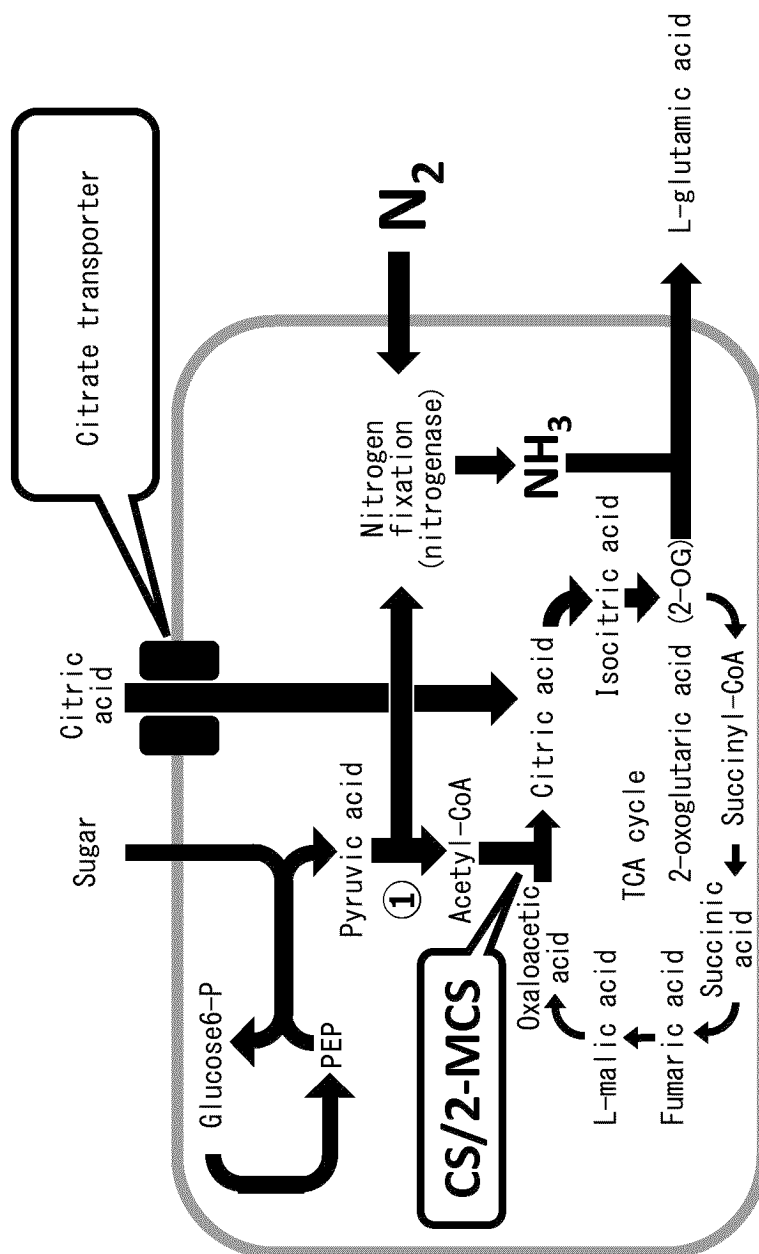 Citrate transporter
Sugar
Citric
acid
Glucose6-P
PEP
Pyruvic acid
①
Acetyl-CoA
Nitrogen
fixation
(nitrogenase)
N2
NH3
CS/2-MCS
Oxaloacetic
acid
Citric acid
Isocitric acid
TCA cycle
2-oxoglutaric acid (2-OG)
L-malic acid
Fumaric acid
Succinic
acid
Succinyl-CoA
L-glutamic acid